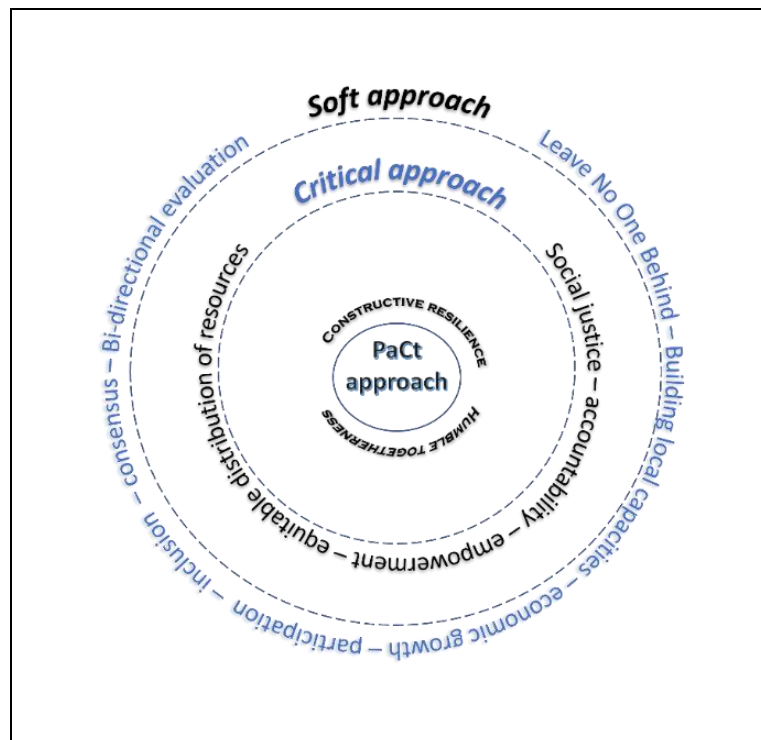 Soft approach
Leave No One Behind – Building local capacities – economic growth – participation – inclusion – consensus – Bi-directional evaluation
Critical approach
Social justice – accountability – empowerment – equitable distribution of resources
CONSTRUCTIVE RESILIENCE
PaCt
approach
HUMBLE TOGETHERNESS